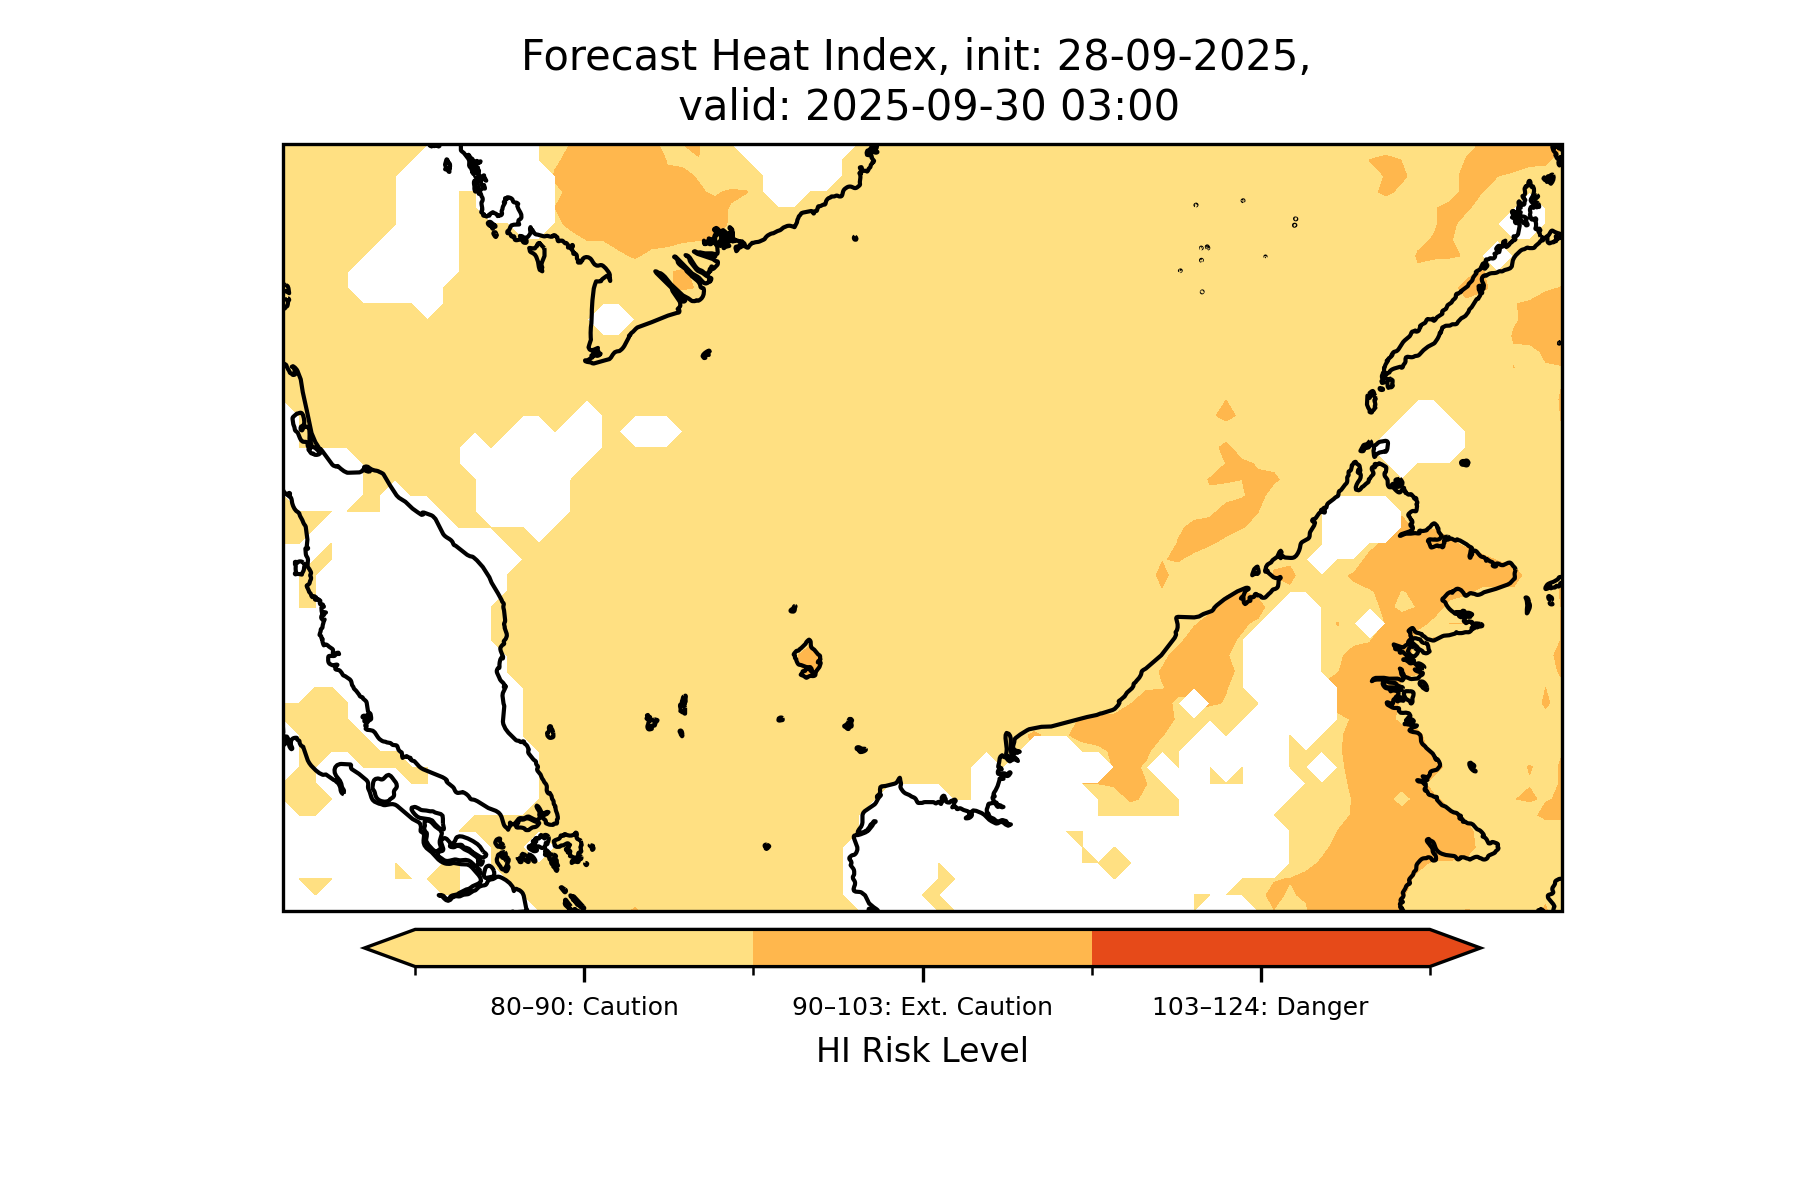 Forecast Heat Index, init: 28-09-2025,
valid: 2025-09-30 03:00
80–90: Caution
90–103: Ext. Caution
103–124: Danger
HI Risk Level